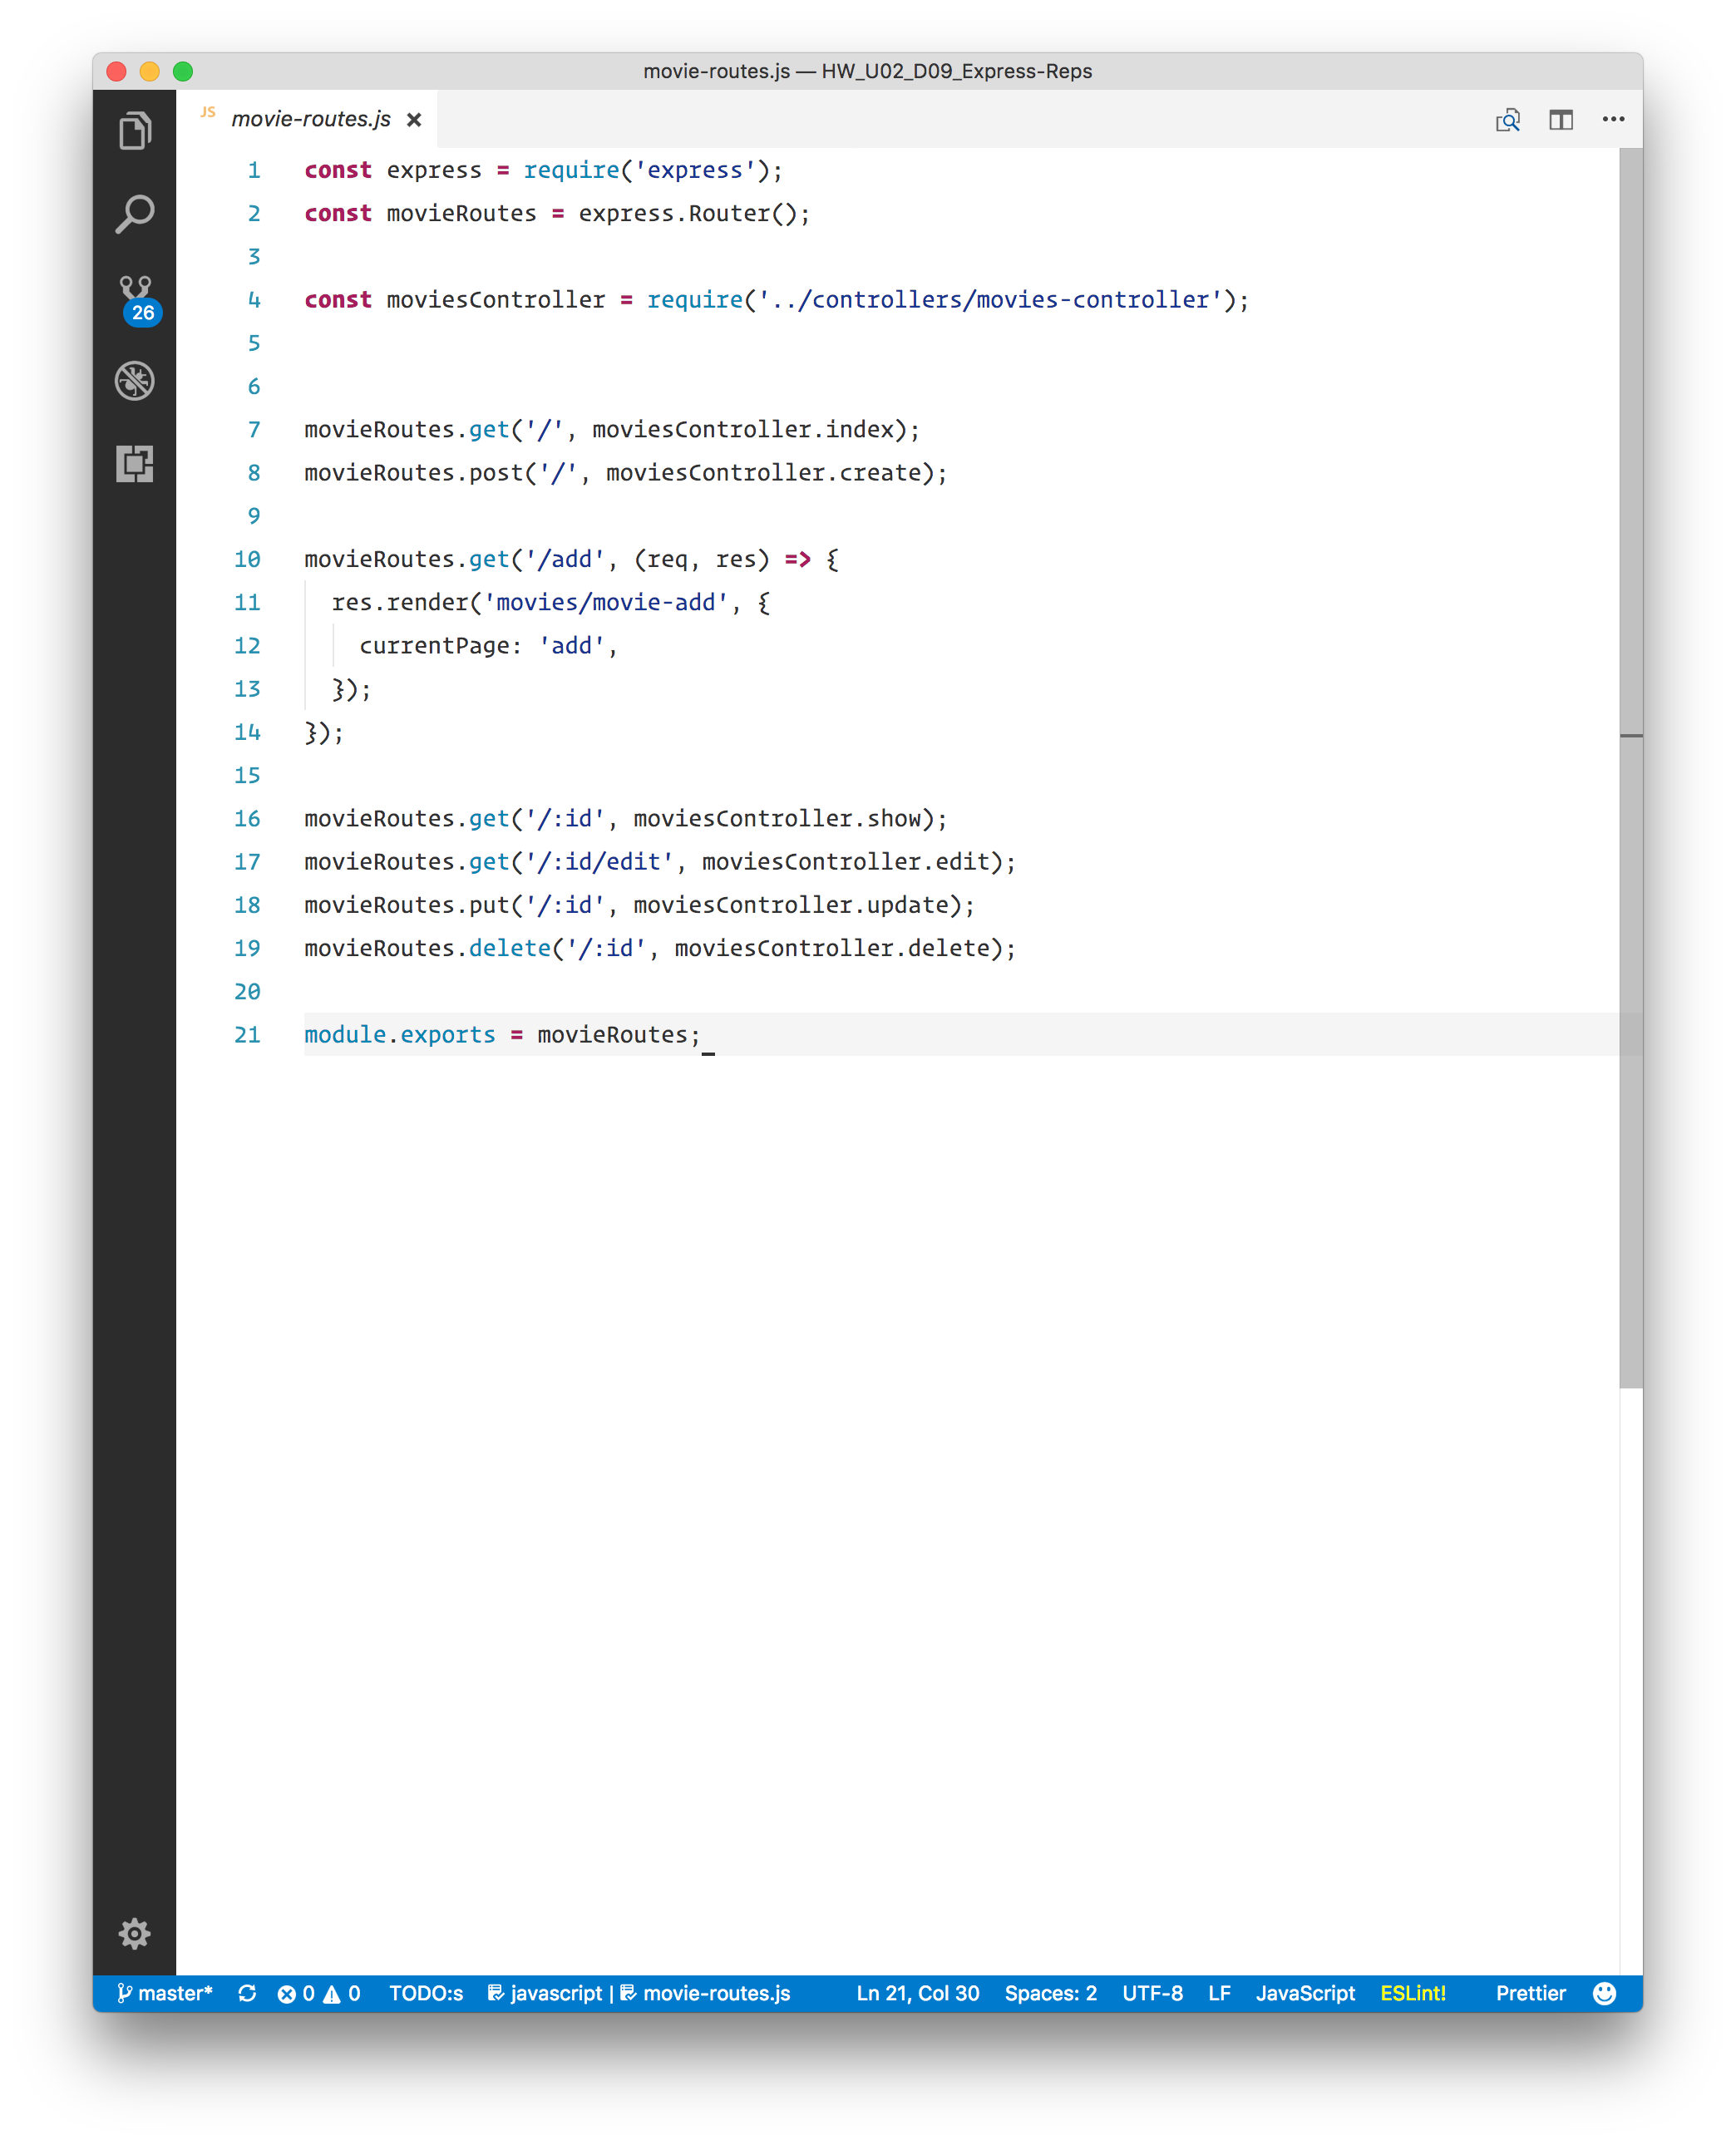 movie-routes.js — HW_U02_D09_Express-Reps
JS movie-routes.js
1 const express = require('express');
2 const movieRoutes = express.Router();
3
4 const moviesController = require('../controllers/movies-controller');
5
6
7 movieRoutes.get('/', moviesController.index);
8 movieRoutes.post('/', moviesController.create);
9
10 movieRoutes.get('/add', (req, res) => {
11   res.render('movies/movie-add', {
12     currentPage: 'add',
13   });
14 });
15
16 movieRoutes.get('/:id', moviesController.show);
17 movieRoutes.get('/:id/edit', moviesController.edit);
18 movieRoutes.put('/:id', moviesController.update);
19 movieRoutes.delete('/:id', moviesController.delete);
20
21 module.exports = movieRoutes;
26
master* 0 0 TODO:s javascript | movie-routes.js Ln 21, Col 30 Spaces: 2 UTF-8 LF JavaScript ESLint! Prettier